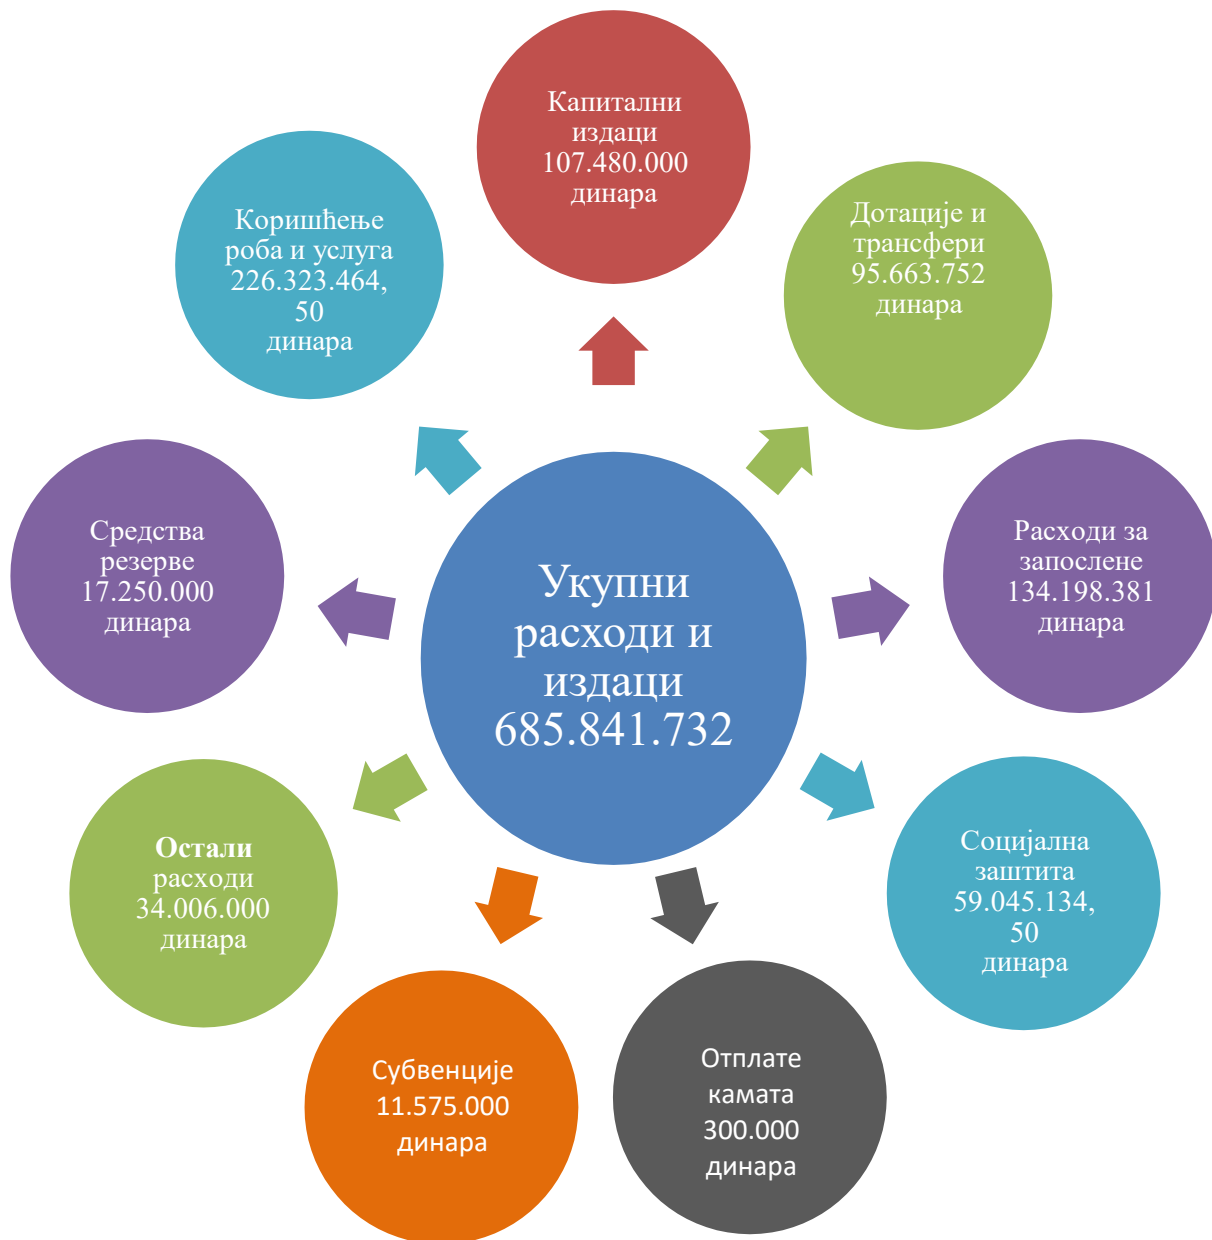 Капитални
издаци
107.480.000
динара
Дотације и
трансфери
95.663.752
динара
Расходи за
запослене
134.198.381
динара
Социјална
заштита
59.045.134,
50
динара
Отплате
камата
300.000
динара
Субвенције
11.575.000
динара
Остали
расходи
34.006.000
динара
Средства
резерве
17.250.000
динара
Коришћење
роба и услуга
226.323.464,
50
динара
Укупни
расходи и
издаци
685.841.732